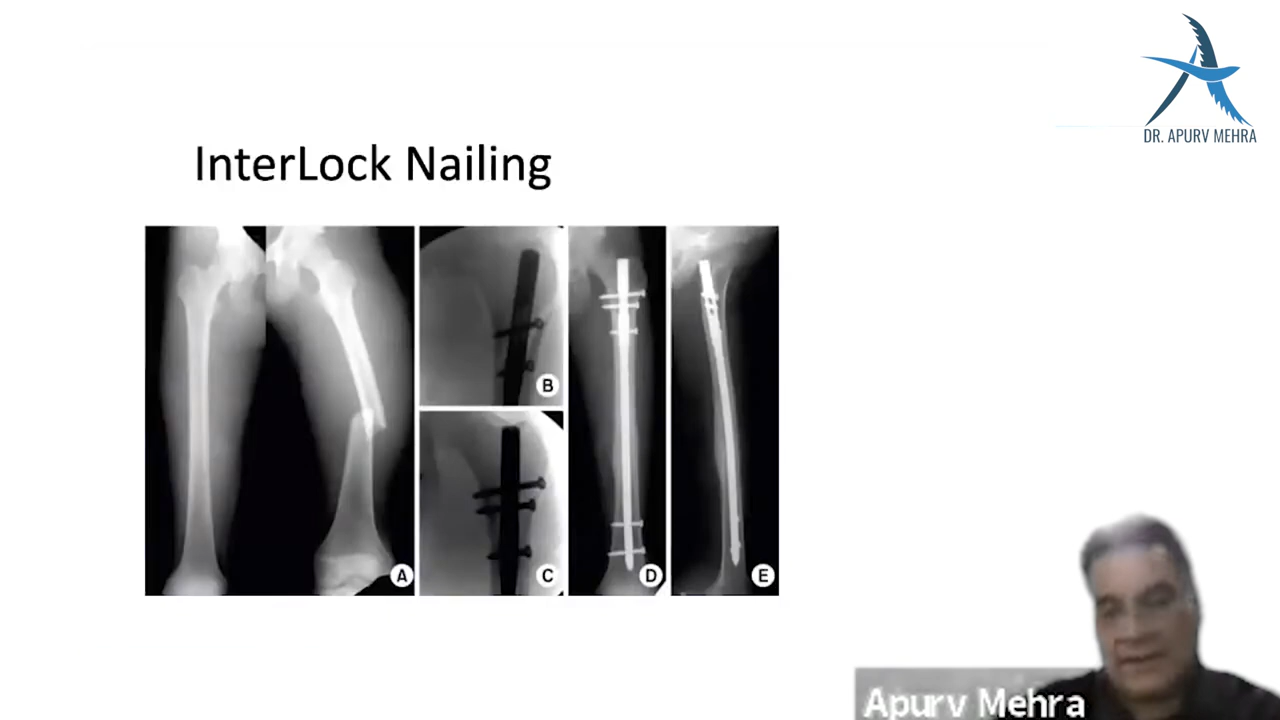 DR. APURV MEHRA
InterLock Nailing
A
B
C
D
E
Apurv Mehra